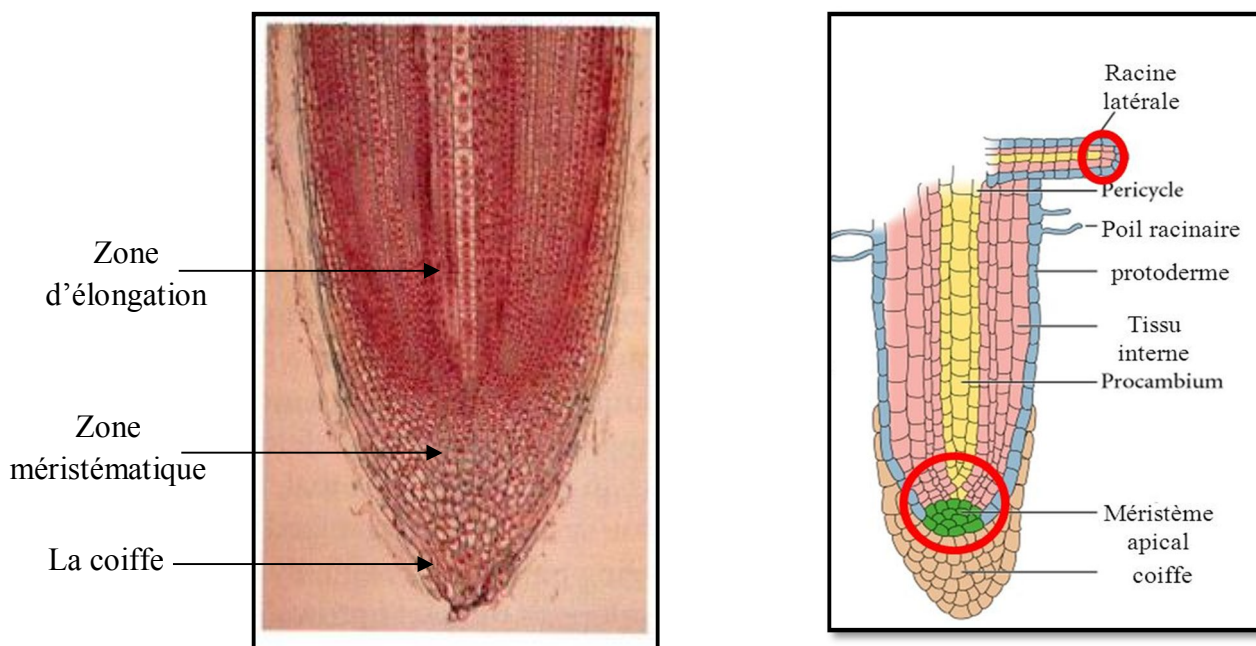 Zone
d’élongation
Zone
méristématique
La coiffe
Racine
latérale
Pericycle
Poil racinaire
protoderme
Tissu
interne
Procambium
Méristème
apical
coiffe